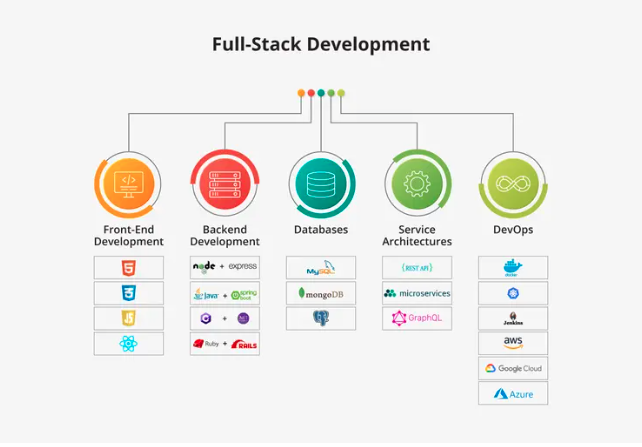 Full-Stack Development
Front-End
Development
Backend
Development
Databases
Service
Architectures
DevOps
5
3
JS
node + express
Java + spring boot
C +
Ruby + RAILS
MySQL
mongoDB
{REST API}
microservices
GraphQL
docker
Jenkins
aws
Google Cloud
Azure